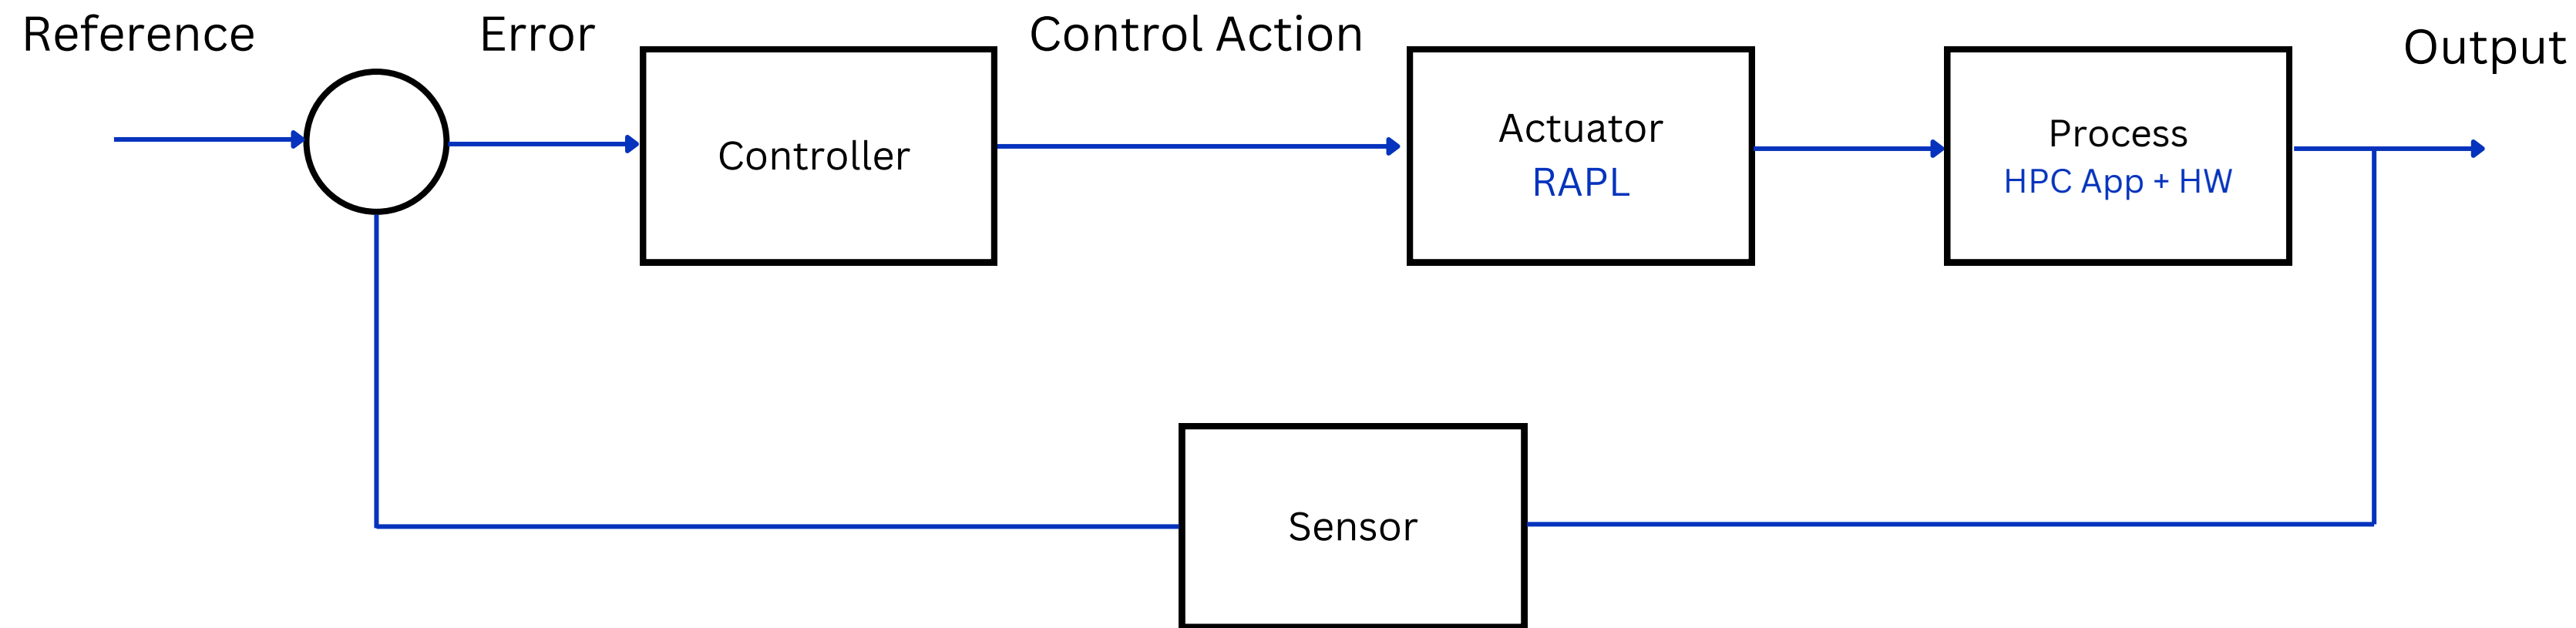 Reference
Error
Control Action
Output
Controller
Actuator
RAPL
Process
HPC App + HW
Sensor